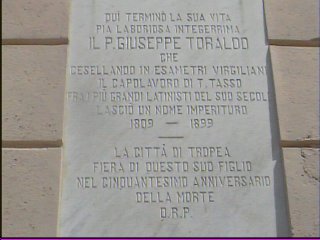 QUI TERMINÒ LA SUA VITA
PIA LABORIOSA INTEGERRIMA
IL P. GIUSEPPE TORALDO
CHE
CESELLANDO IN ESAMETRI VIRGILIANI
IL CAPOLAVORO DI T. TASSO
FRA I PIÙ GRANDI LATINISTI DEL SUO SECOLO
LASCIÒ UN NOME IMPERITURO
1809 — 1899
LA CITTÀ DI TROPEA
FIERA DI QUESTO SUO FIGLIO
NEL CINQUANTESIMO ANNIVERSARIO
DELLA MORTE
D.R.P.